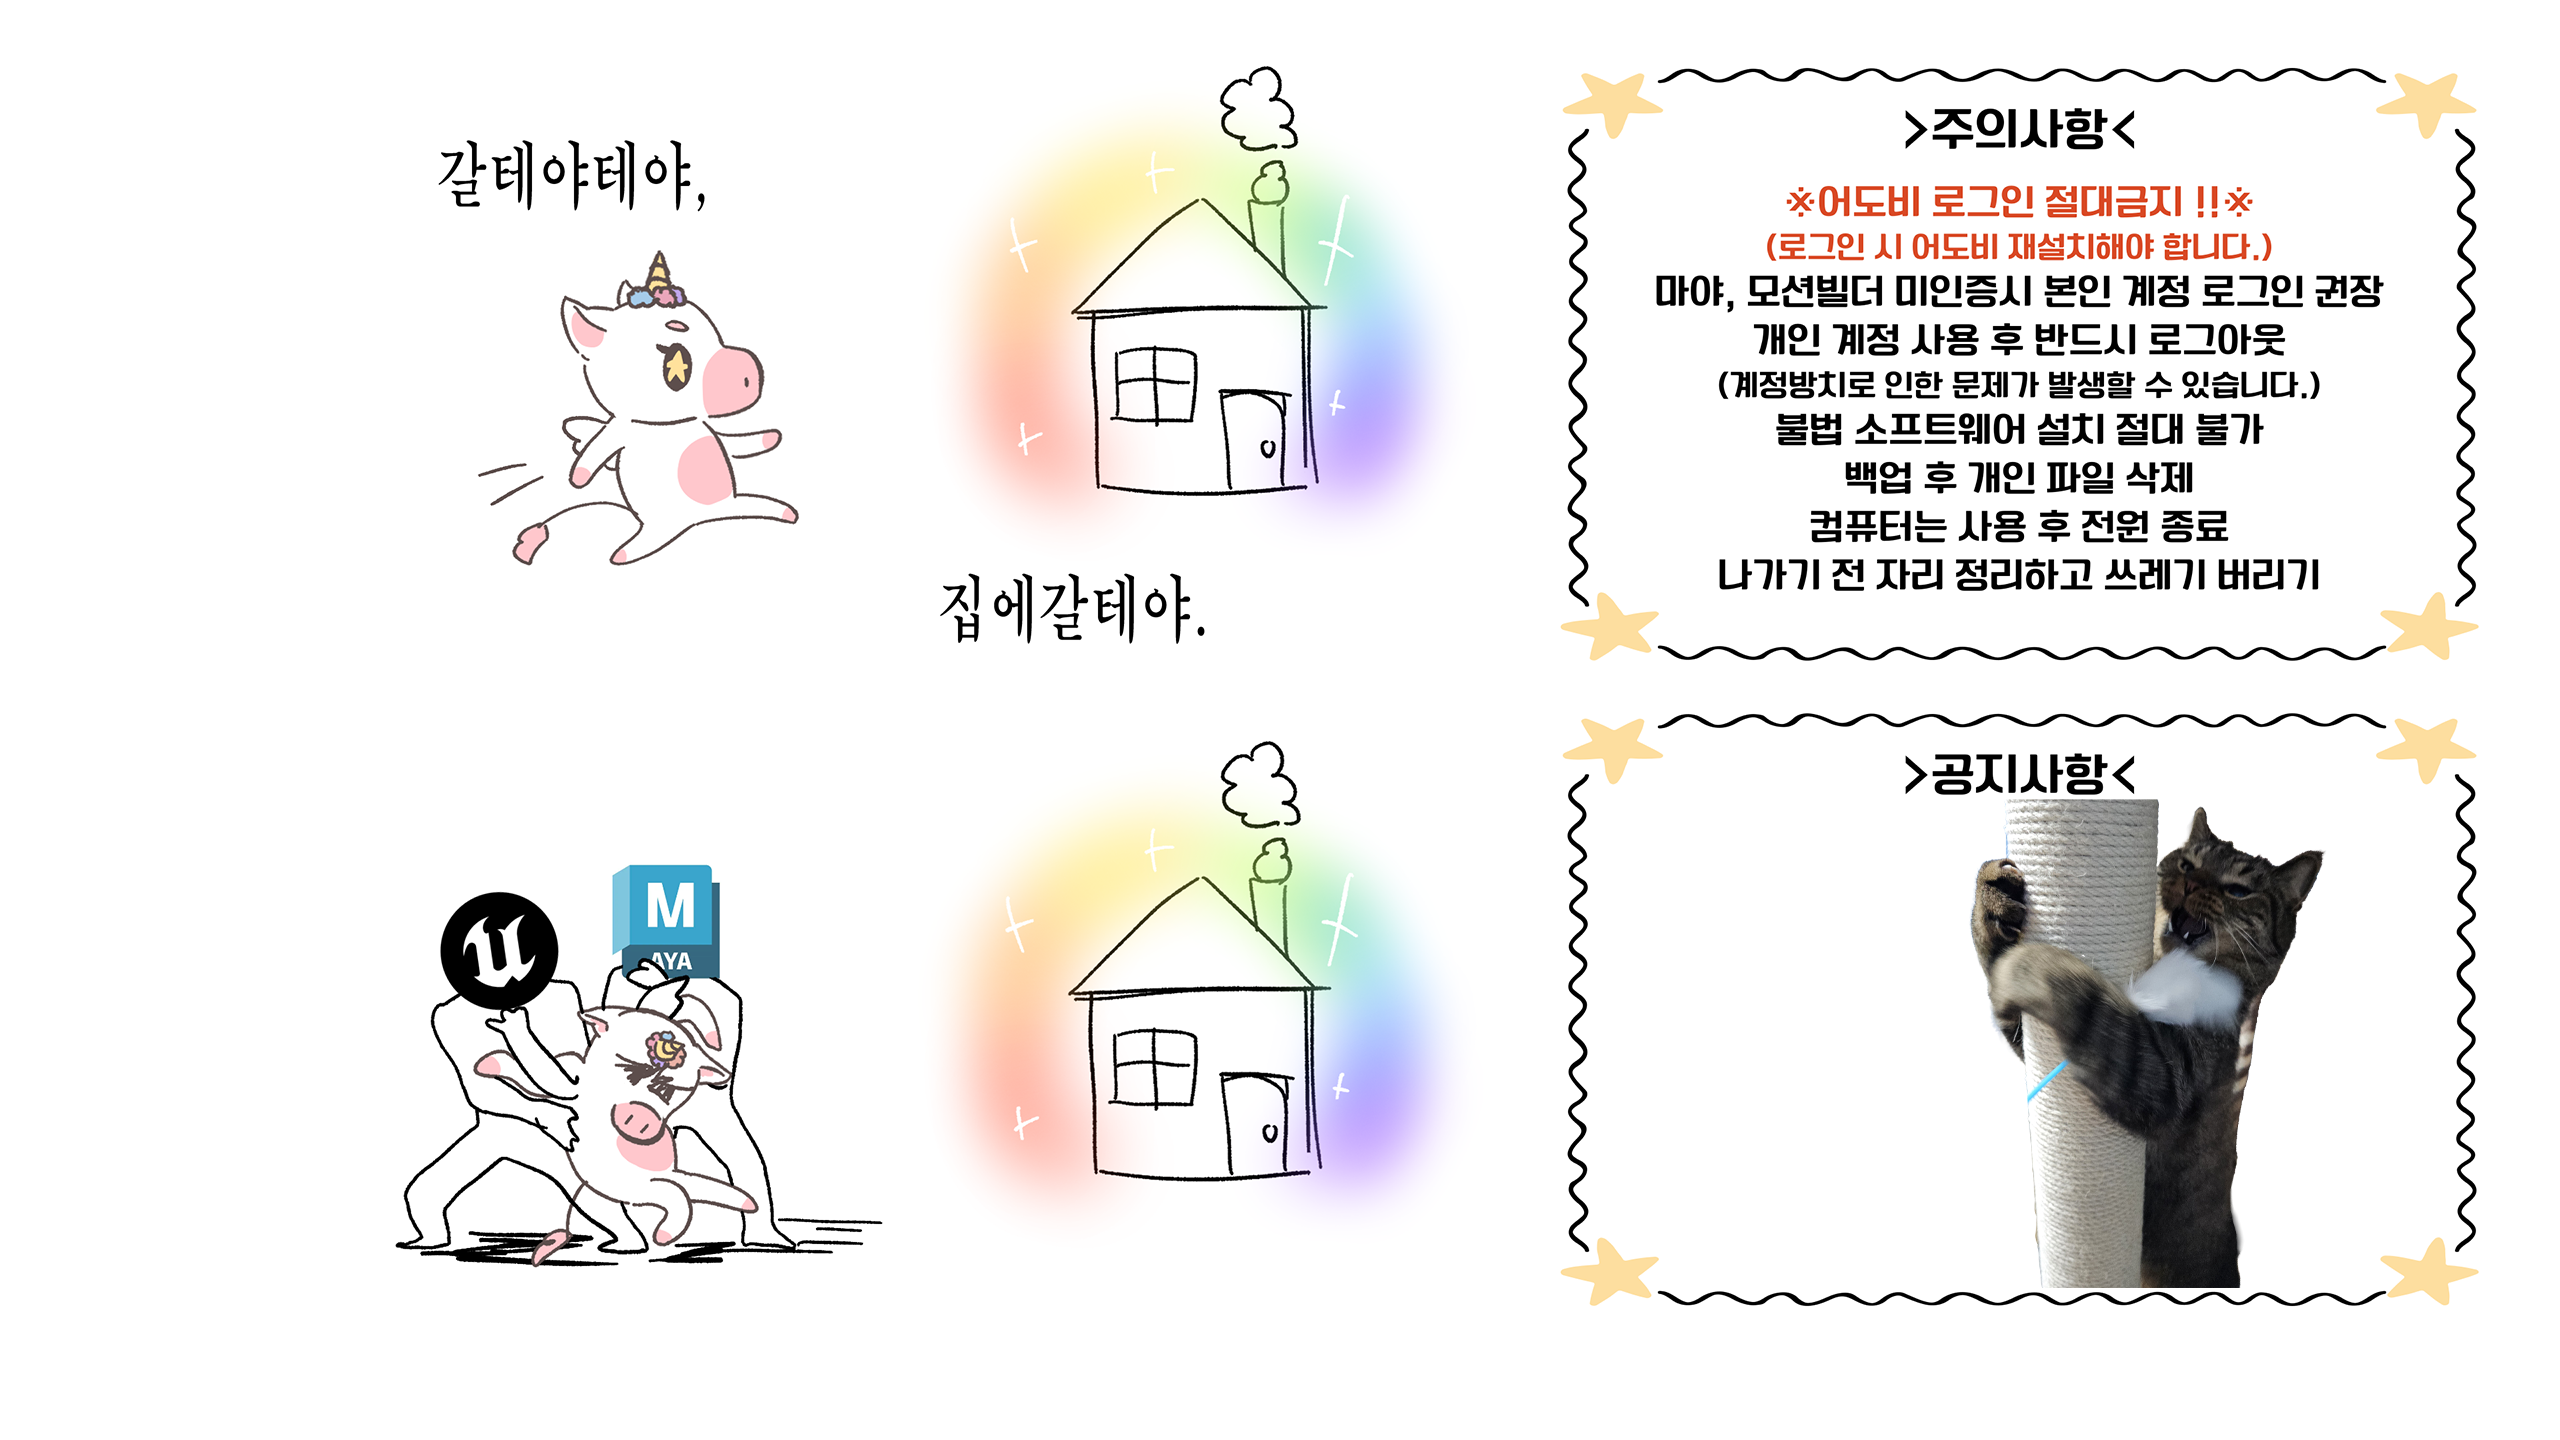 갈테야테야,
집에갈테야.
M
AYA
>주의사항<
※어도비 로그인 절대금지 !!※
(로그인 시 어도비 재설치해야 합니다.)
마야, 모션빌더 미인증시 본인 계정 로그인 권장
개인 계정 사용 후 반드시 로그아웃
(계정방치로 인한 문제가 발생할 수 있습니다.)
불법 소프트웨어 설치 절대 불가
백업 후 개인 파일 삭제
컴퓨터는 사용 후 전원 종료
나가기 전 자리 정리하고 쓰레기 버리기
>공지사항<